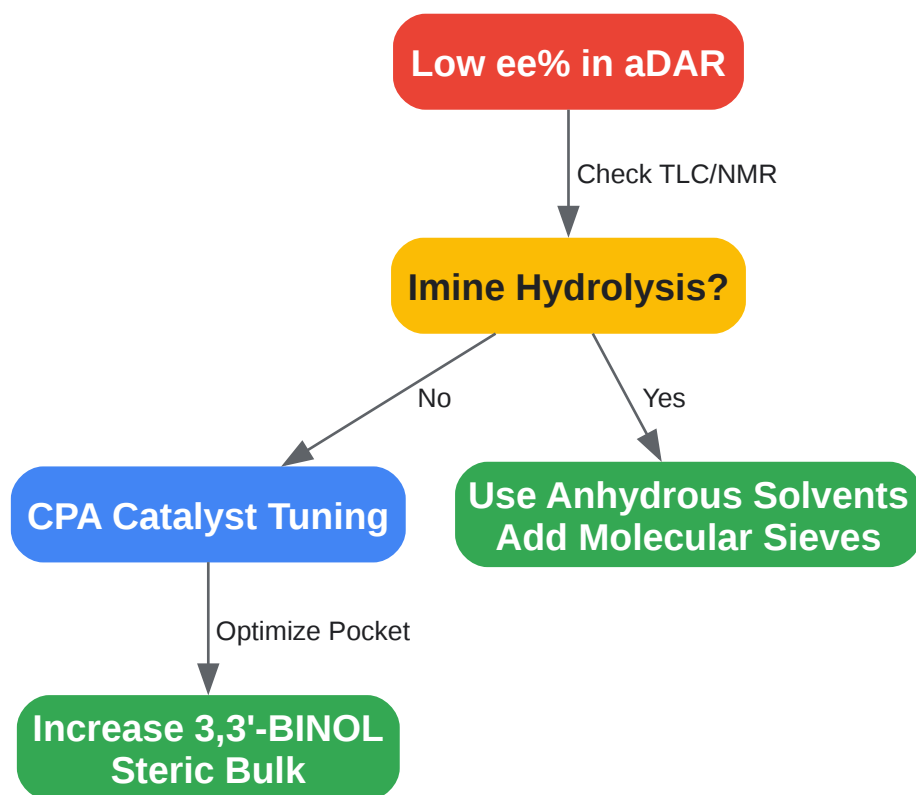 Low ee% in aDAR
Check TLC/NMR
Imine Hydrolysis?
No
Yes
CPA Catalyst Tuning
Use Anhydrous Solvents
Add Molecular Sieves
Optimize Pocket
Increase 3,3'-BINOL
Steric Bulk